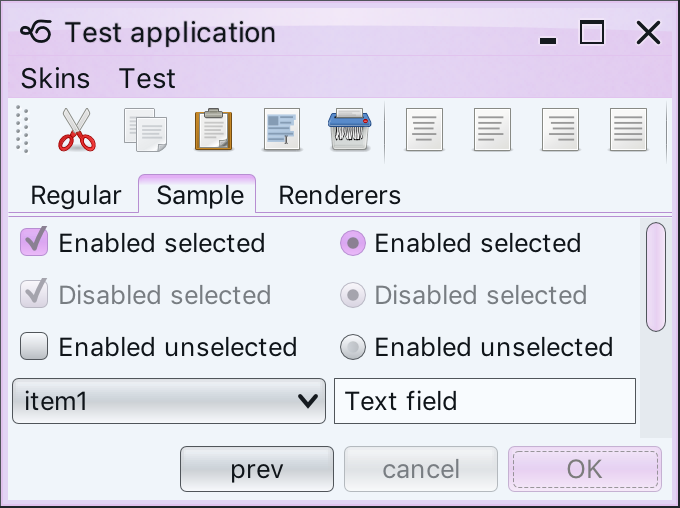 Test application
Skins Test
Regular Sample Renderers
Enabled selected Enabled selected
Disabled selected Disabled selected
Enabled unselected Enabled unselected
item1 Text field
prev cancel OK